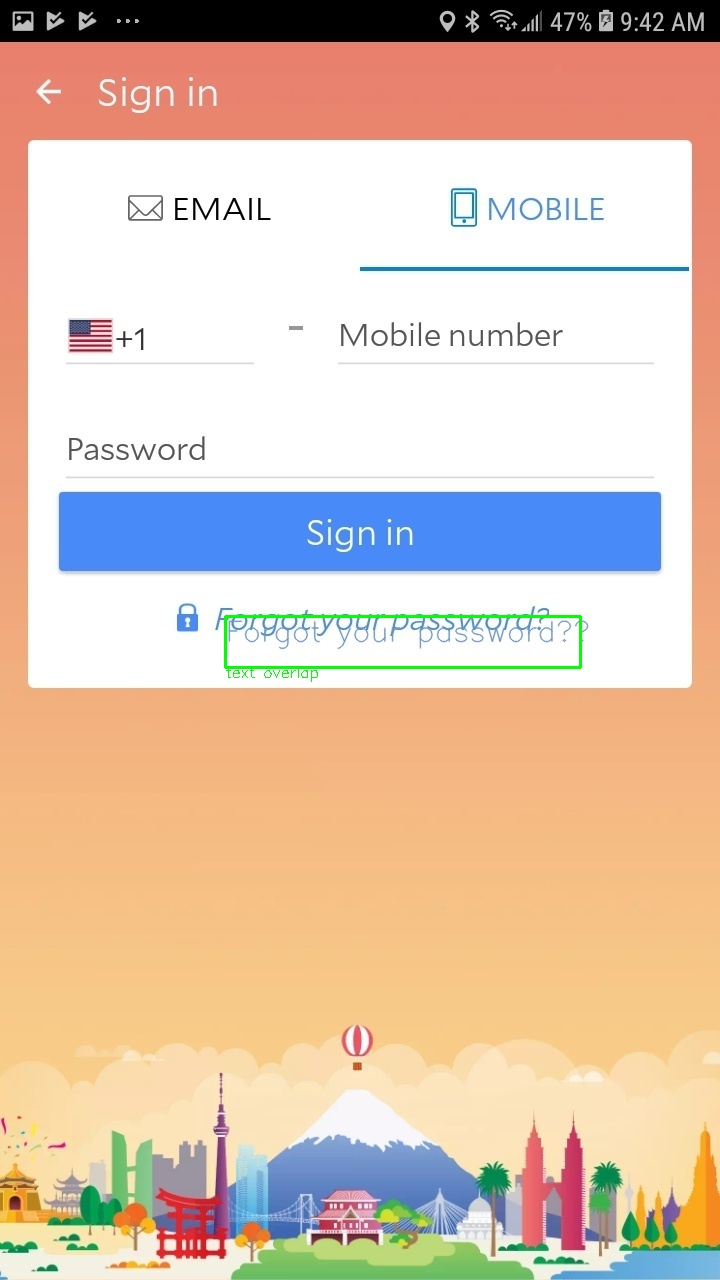 47% 9:42 AM
Sign in
EMAIL MOBILE
+1 - Mobile number
Password
Sign in
Forgot your password?
Forgot your password??
text overlap